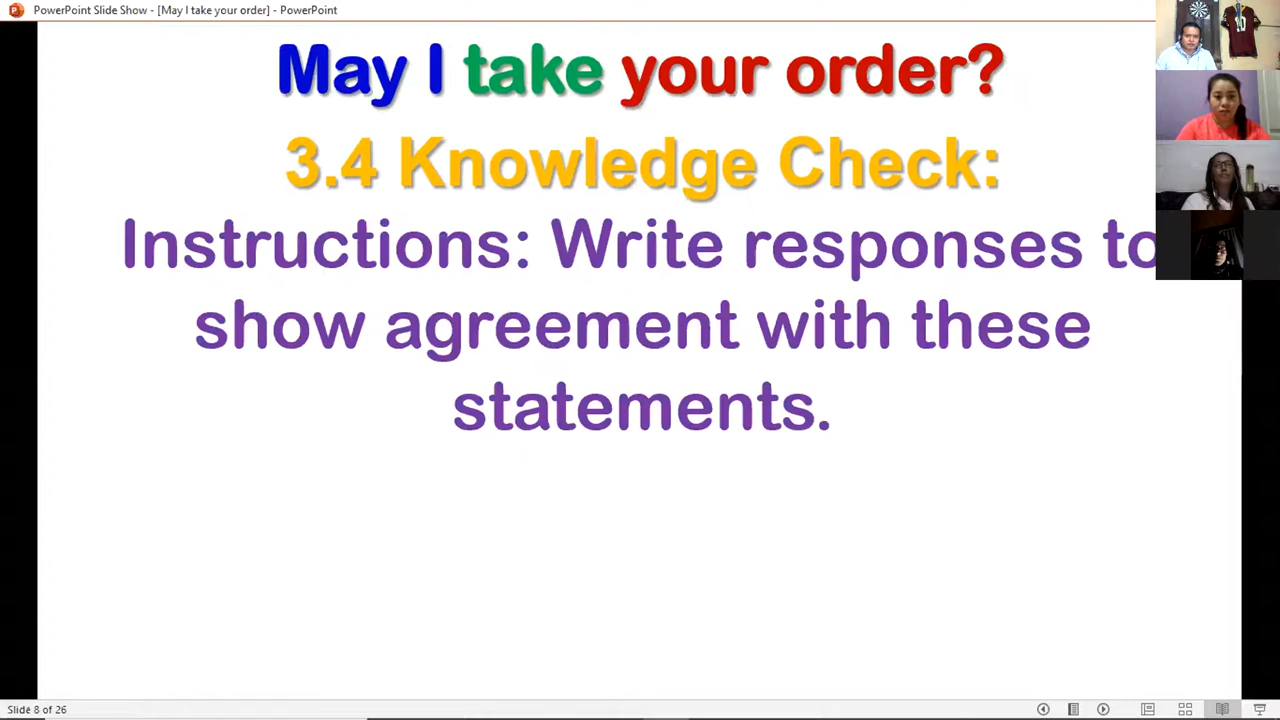 PowerPoint Slide Show - [May I take your order] - PowerPoint
May I take your order?
3.4 Knowledge Check:
Instructions: Write responses to
show agreement with these
statements.
Slide 8 of 26